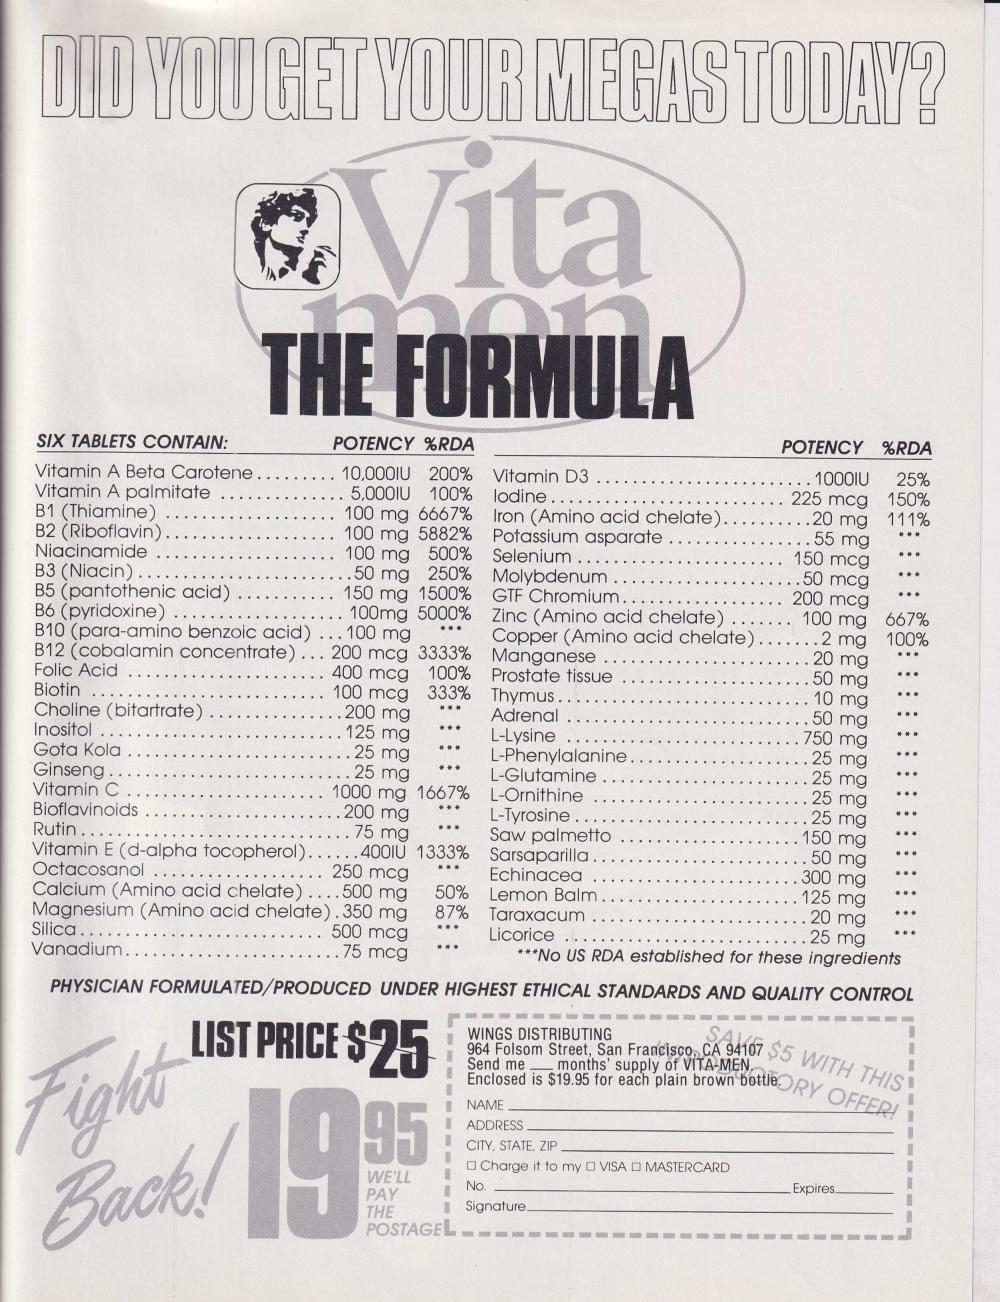 DID YOU GET YOUR MEGAS TODAY?
Vita
men
THE FORMULA
SIX TABLETS CONTAIN: POTENCY %RDA
Vitamin A Beta Carotene......... 10,000IU 200%
Vitamin A palmitate ............. 5,000IU 100%
B1 (Thiamine) ................... 100 mg 6667%
B2 (Riboflavin)................... 100 mg 5882%
Niacinamide .................... 100 mg 500%
B3 (Niacin)........................50 mg 250%
B5 (pantothenic acid) ............ 150 mg 1500%
B6 (pyridoxine) ................... 100mg 5000%
B10 (para-amino benzoic acid) ...100 mg ***
B12 (cobalamin concentrate) ... 200 mcg 3333%
Folic Acid ...................... 400 mcg 100%
Biotin .......................... 100 mcg 333%
Choline (bitartrate) ...............200 mg ***
Inositol ........................... 125 mg ***
Gota Kola ........................ 25 mg ***
Ginseng........................... 25 mg ***
Vitamin C ...................... 1000 mg 1667%
Bioflavinoids ..................... 200 mg ***
Rutin.............................. 75 mg ***
Vitamin E (d-alpha tocopherol)......400IU 1333%
Octacosanol .................... 250 mcg ***
Calcium (Amino acid chelate) ....500 mg 50%
Magnesium (Amino acid chelate).350 mg 87%
Silica........................... 500 mcg ***
Vanadium........................75 mcg ***
POTENCY %RDA
Vitamin D3 ........................1000IU 25%
Iodine........................... 225 mcg 150%
Iron (Amino acid chelate)..........20 mg 111%
Potassium asparate ................ 55 mg ***
Selenium ........................ 150 mcg ***
Molybdenum ......................50 mcg ***
GTF Chromium................... 200 mcg ***
Zinc (Amino acid chelate) ....... 100 mg 667%
Copper (Amino acid chelate).......2 mg 100%
Manganese ........................ 20 mg ***
Prostate tissue ..................... 50 mg ***
Thymus............................. 10 mg ***
Adrenal ........................... 50 mg ***
L-Lysine .......................... 750 mg ***
L-Phenylalanine.................... 25 mg ***
L-Glutamine ........................25 mg ***
L-Ornithine ........................25 mg ***
L-Tyrosine ..........................25 mg ***
Saw palmetto .................... 150 mg ***
Sarsaparilla........................ 50 mg ***
Echinacea .......................300 mg ***
Lemon Balm...................... 125 mg ***
Taraxacum ........................ 20 mg ***
Licorice ........................... 25 mg ***
***No US RDA established for these ingredients
PHYSICIAN FORMULATED/PRODUCED UNDER HIGHEST ETHICAL STANDARDS AND QUALITY CONTROL
Fight
Back!
LIST PRICE $25
19 95
WE'LL
PAY
THE
POSTAGE
SAVE $5 WITH THIS
INTRODUCTORY OFFER!
WINGS DISTRIBUTING
964 Folsom Street, San Francisco, CA 94107
Send me ___ months' supply of VITA-MEN.
Enclosed is $19.95 for each plain brown bottle.
NAME
ADDRESS
CITY, STATE, ZIP
☐ Charge it to my ☐ VISA ☐ MASTERCARD
No. Expires
Signature